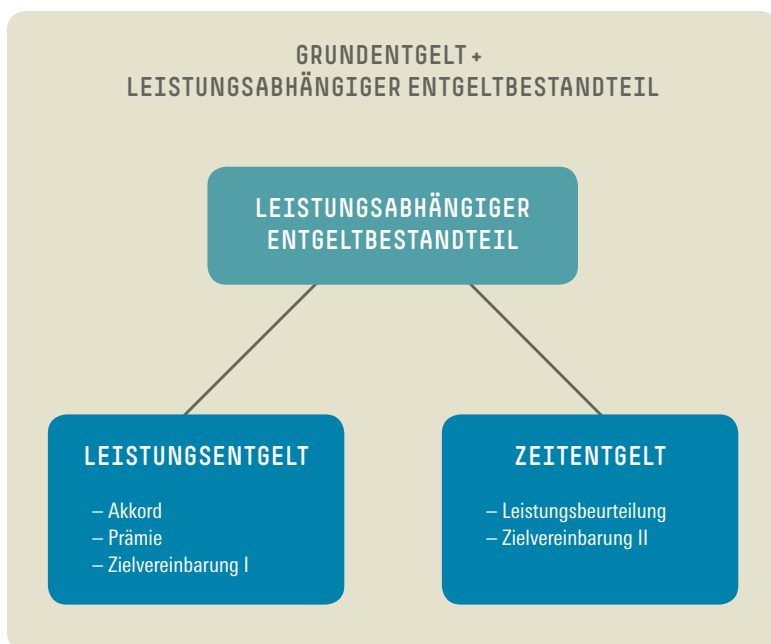 GRUNDENTGELT +
LEISTUNGSABHÄNGIGER ENTGELTBESTANDTEIL
LEISTUNGSABHÄNGIGER
ENTGELTBESTANDTEIL
LEISTUNGSENTGELT
– Akkord
– Prämie
– Zielvereinbarung I
ZEITENTGELT
– Leistungsbeurteilung
– Zielvereinbarung II